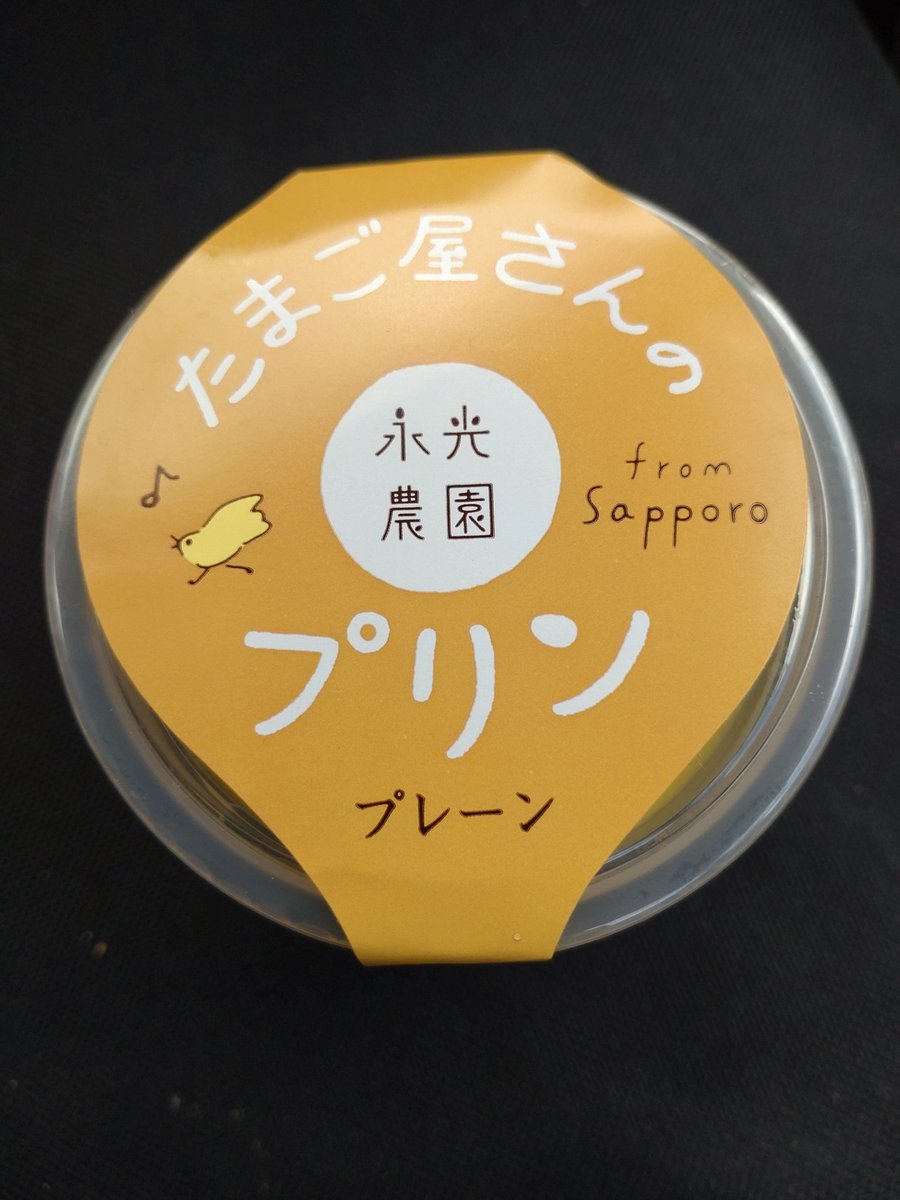 たまご屋さんの
永光
農園
from
Sapporo
プリン
プレーン